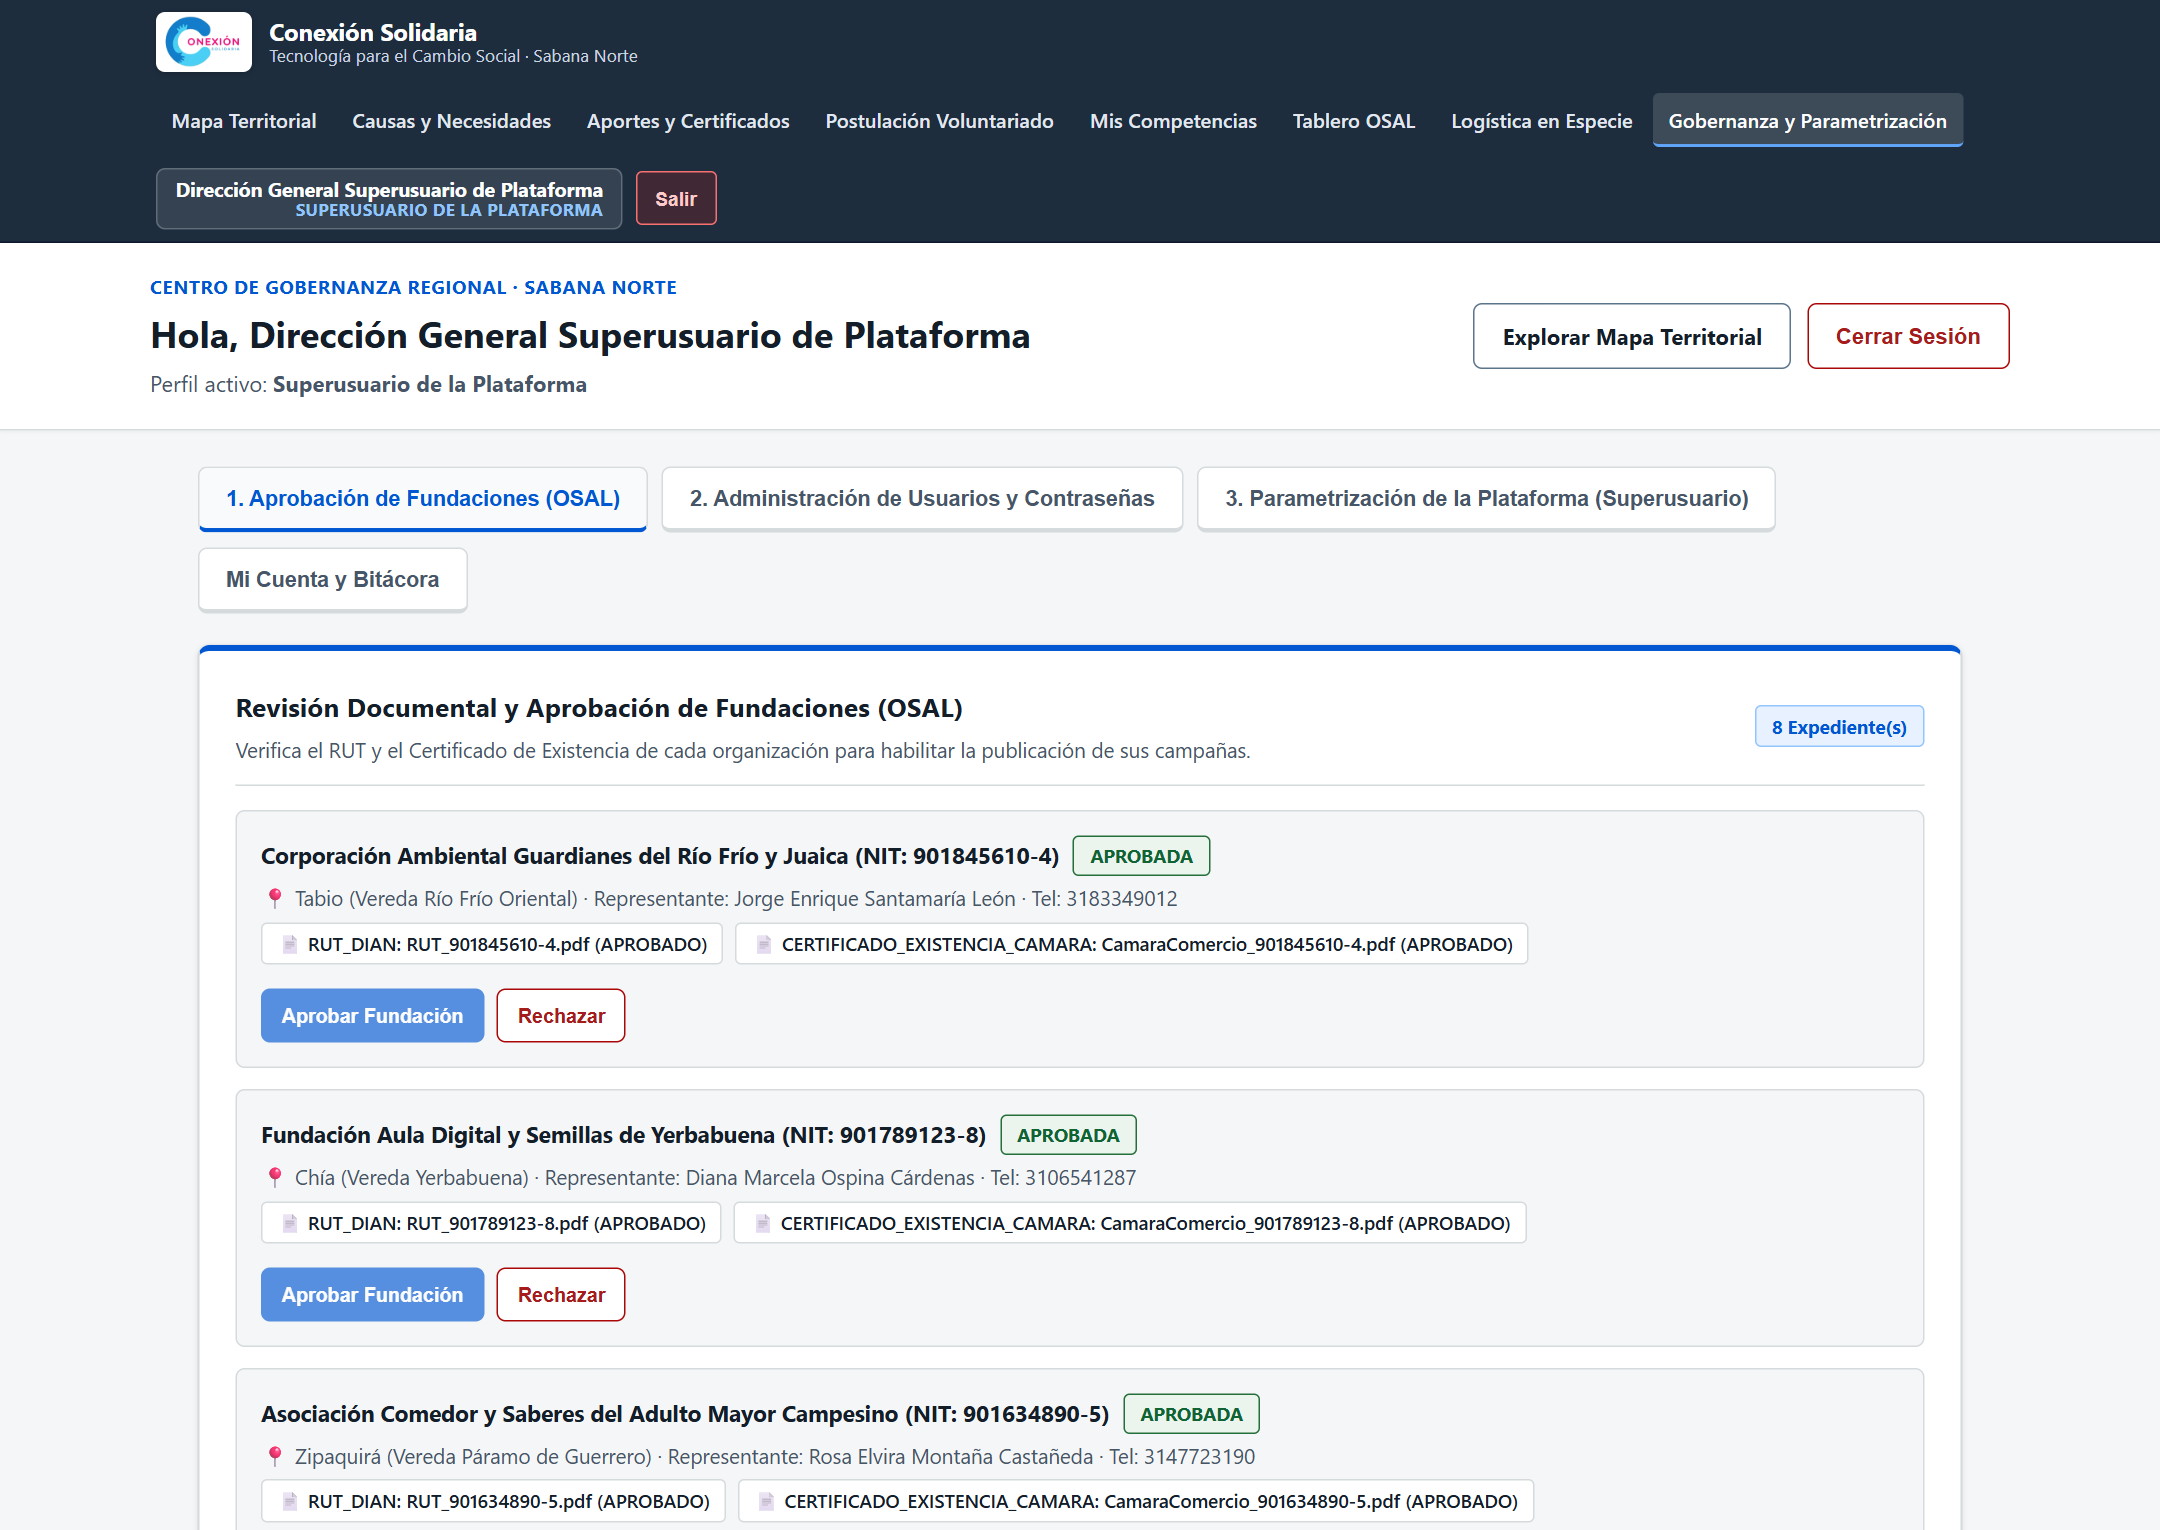 ONEXIÓN
SOLIDARIA
Conexión Solidaria
Tecnología para el Cambio Social · Sabana Norte
Mapa Territorial
Causas y Necesidades
Aportes y Certificados
Postulación Voluntariado
Mis Competencias
Tablero OSAL
Logística en Especie
Gobernanza y Parametrización
Dirección General Superusuario de Plataforma
SUPERUSUARIO DE LA PLATAFORMA
Salir
CENTRO DE GOBERNANZA REGIONAL · SABANA NORTE
Hola, Dirección General Superusuario de Plataforma
Perfil activo: Superusuario de la Plataforma
Explorar Mapa Territorial
Cerrar Sesión
1. Aprobación de Fundaciones (OSAL)
2. Administración de Usuarios y Contraseñas
3. Parametrización de la Plataforma (Superusuario)
Mi Cuenta y Bitácora
Revisión Documental y Aprobación de Fundaciones (OSAL)
Verifica el RUT y el Certificado de Existencia de cada organización para habilitar la publicación de sus campañas.
8 Expediente(s)
Corporación Ambiental Guardianes del Río Frío y Juaica (NIT: 901845610-4)
APROBADA
Tabio (Vereda Río Frío Oriental) · Representante: Jorge Enrique Santamaría León · Tel: 3183349012
RUT_DIAN: RUT_901845610-4.pdf (APROBADO)
CERTIFICADO_EXISTENCIA_CAMARA: CamaraComercio_901845610-4.pdf (APROBADO)
Aprobar Fundación
Rechazar
Fundación Aula Digital y Semillas de Yerbabuena (NIT: 901789123-8)
APROBADA
Chía (Vereda Yerbabuena) · Representante: Diana Marcela Ospina Cárdenas · Tel: 3106541287
RUT_DIAN: RUT_901789123-8.pdf (APROBADO)
CERTIFICADO_EXISTENCIA_CAMARA: CamaraComercio_901789123-8.pdf (APROBADO)
Aprobar Fundación
Rechazar
Asociación Comedor y Saberes del Adulto Mayor Campesino (NIT: 901634890-5)
APROBADA
Zipaquirá (Vereda Páramo de Guerrero) · Representante: Rosa Elvira Montaña Castañeda · Tel: 3147723190
RUT_DIAN: RUT_901634890-5.pdf (APROBADO)
CERTIFICADO_EXISTENCIA_CAMARA: CamaraComercio_901634890-5.pdf (APROBADO)